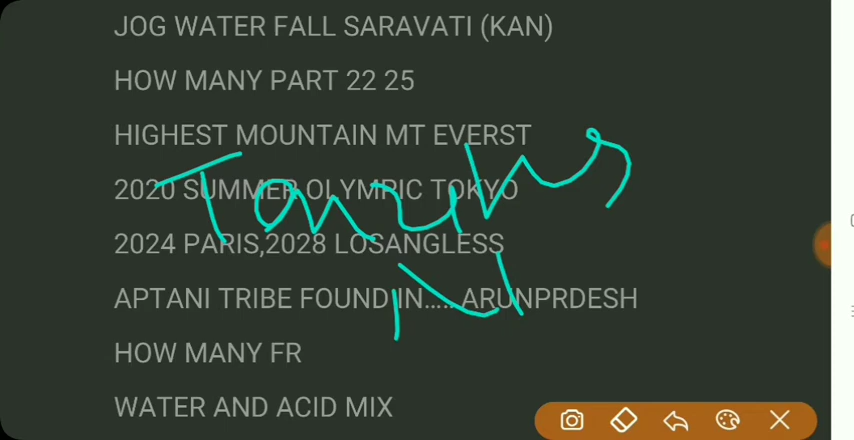 JOG WATER FALL SARAVATI (KAN)
HOW MANY PART 22 25
HIGHEST MOUNTAIN MT EVERST
2020 SUMMER OLYMPIC TOKYO
2024 PARIS,2028 LOSANGLESS
APTANI TRIBE FOUND IN..... ARUNPRDESH
HOW MANY FR
WATER AND ACID MIX